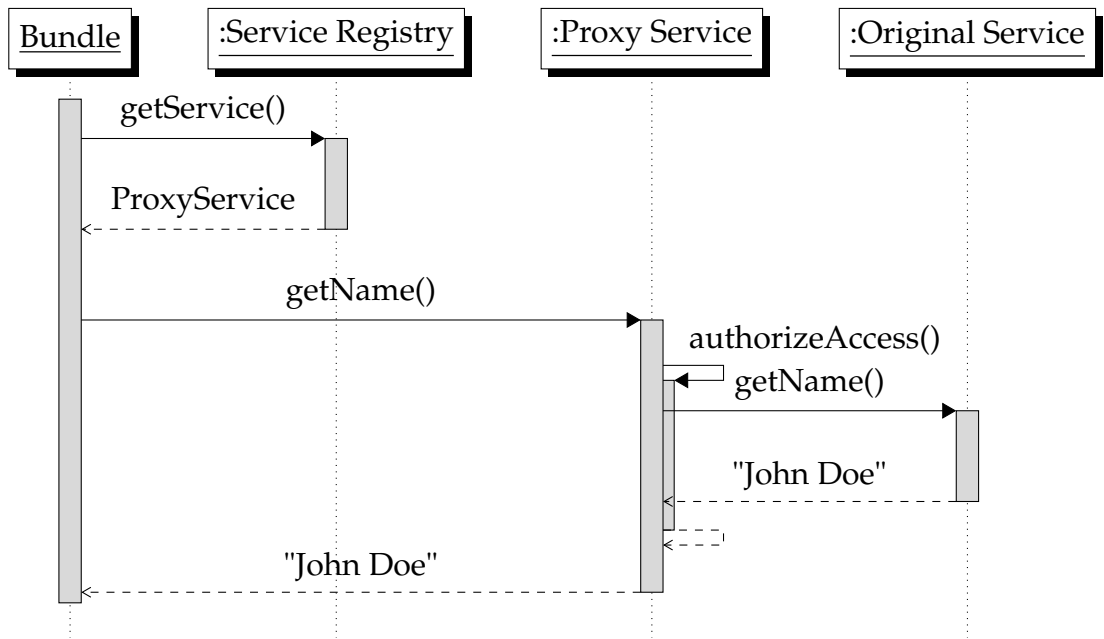 Bundle
:Service Registry
:Proxy Service
:Original Service
getService()
ProxyService
getName()
authorizeAccess()
getName()
"John Doe"
"John Doe"